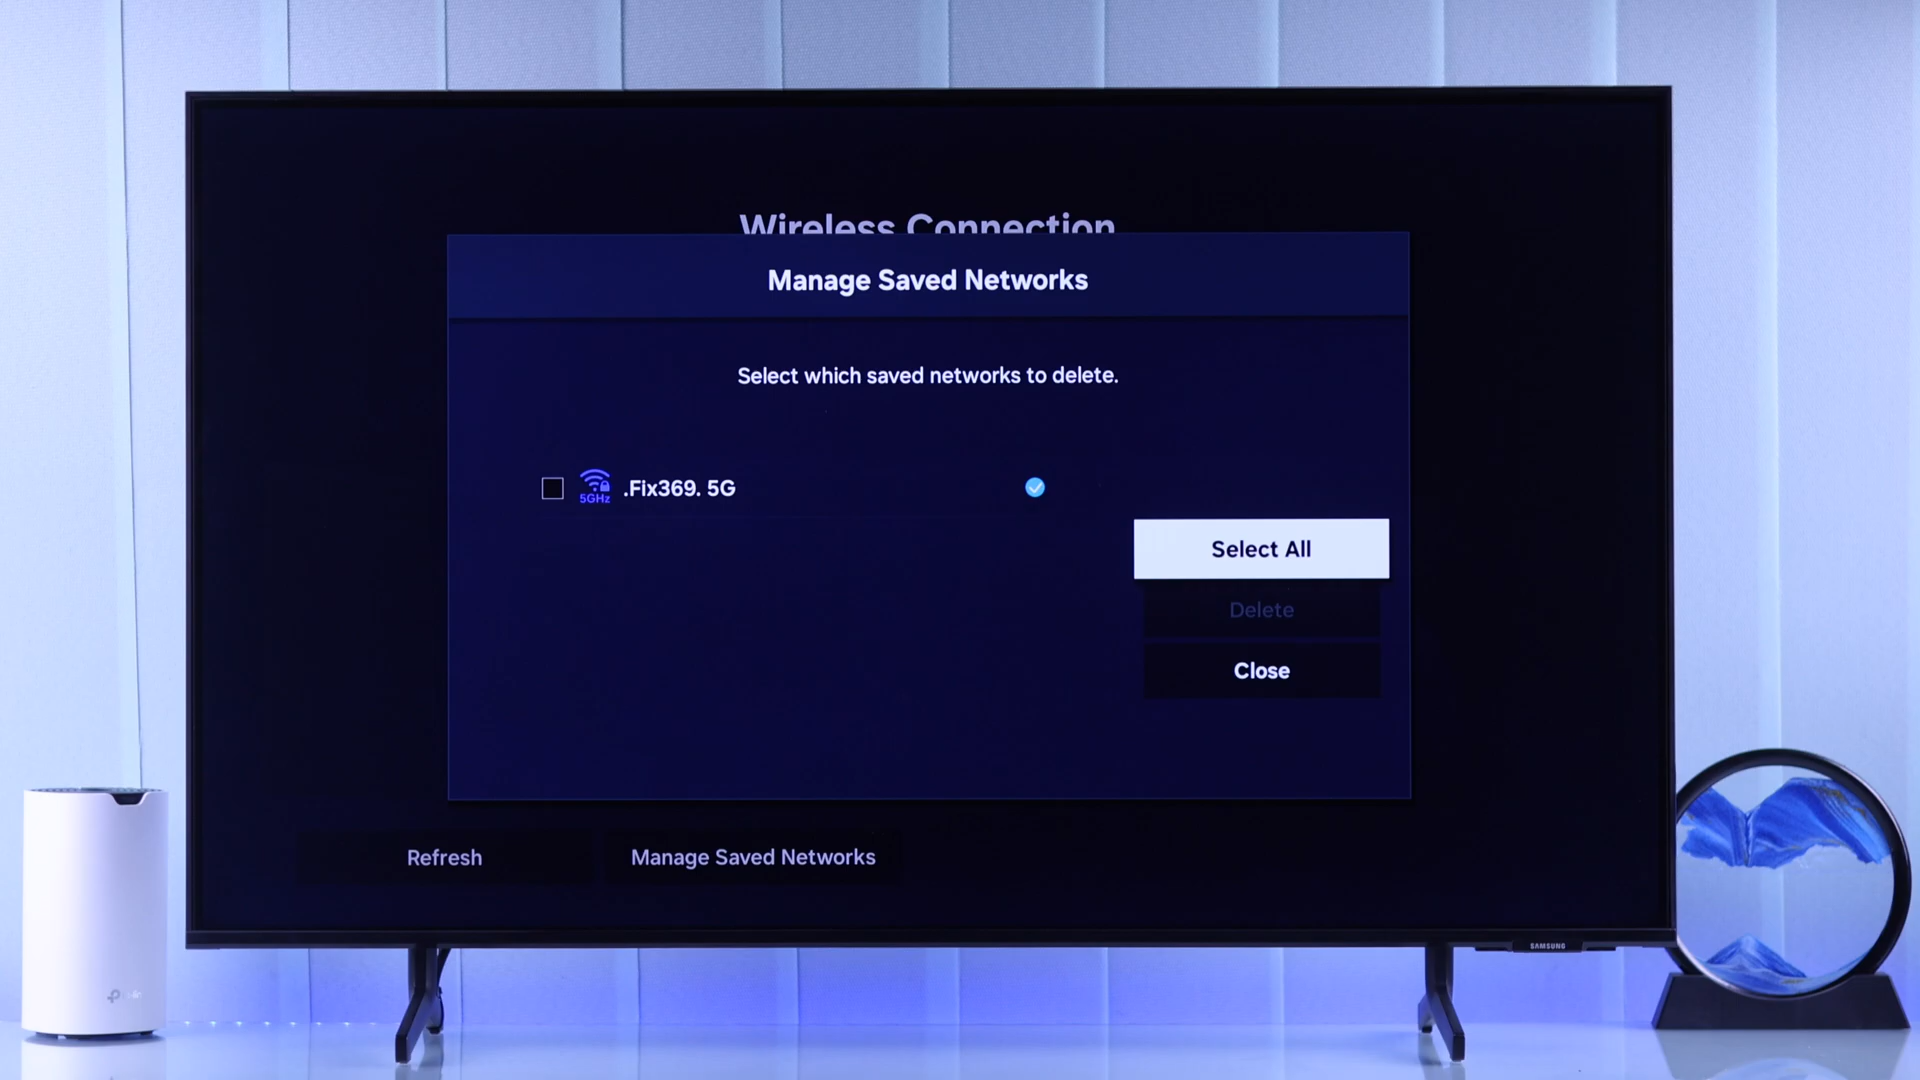 Wireless Connection
Manage Saved Networks
Select which saved networks to delete.
5GHz .Fix369. 5G
Select All
Delete
Close
Refresh
Manage Saved Networks
SAMSUNG